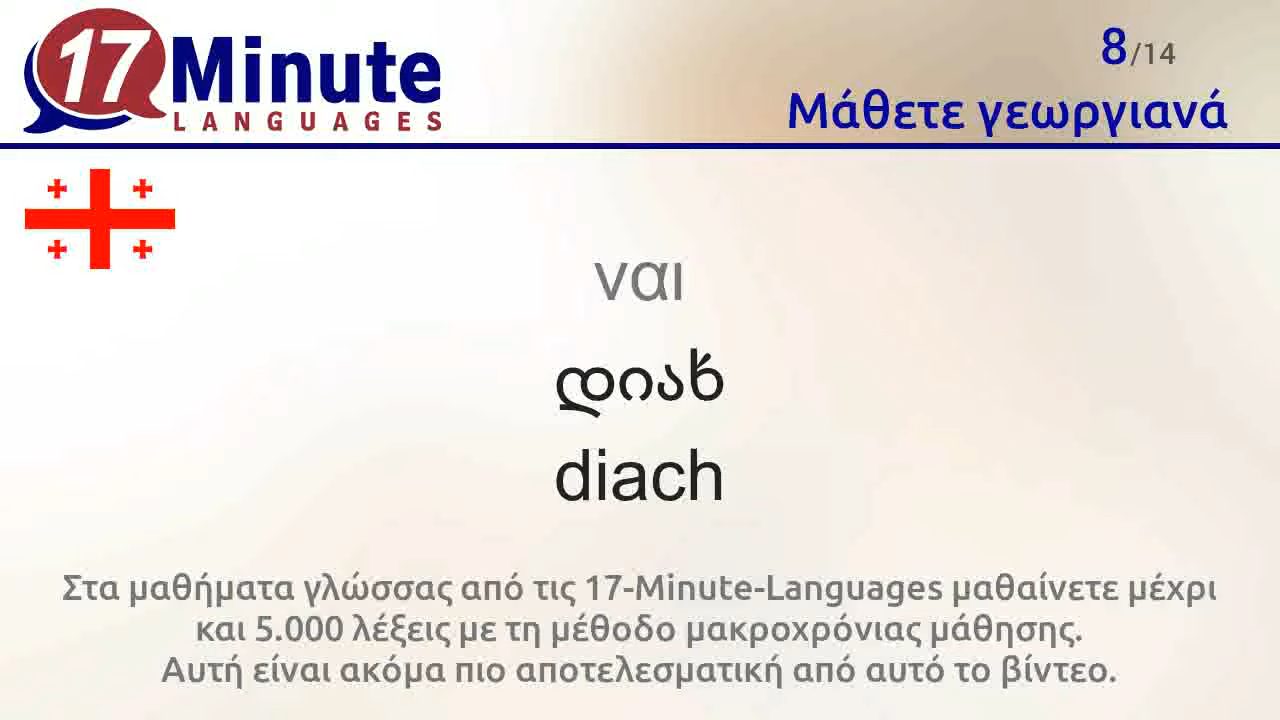 17 Minute
LANGUAGES
8/14
Μάθετε γεωργιανά
ναι
დიახ
diach
Στα μαθήματα γλώσσας από τις 17-Minute-Languages μαθαίνετε μέχρι
και 5.000 λέξεις με τη μέθοδο μακροχρόνιας μάθησης.
Αυτή είναι ακόμα πιο αποτελεσματική από αυτό το βίντεο.